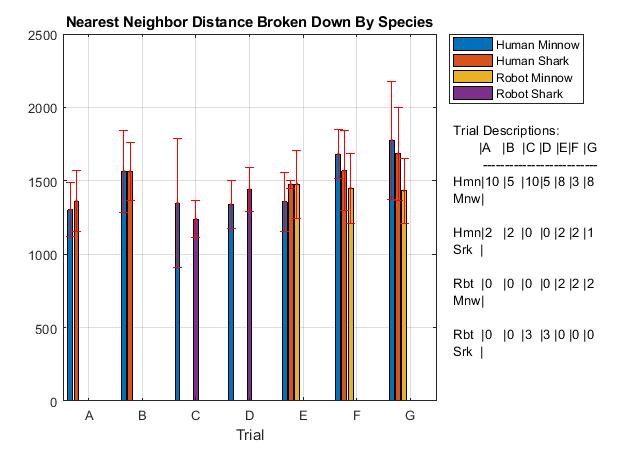 Nearest Neighbor Distance Broken Down By Species
2500
2000
1500
1000
500
0
A B C D E F G
Trial
Human Minnow
Human Shark
Robot Minnow
Robot Shark
Trial Descriptions:
|A |B |C |D |E|F |G
--------------------------
Hmn|10 |5 |10|5 |8 |3 |8
Mnw|
Hmn|2 |2 |0 |0 |2 |2 |1
Srk |
Rbt |0 |0 |0 |0 |2 |2 |2
Mnw|
Rbt |0 |0 |3 |3 |0 |0 |0
Srk |